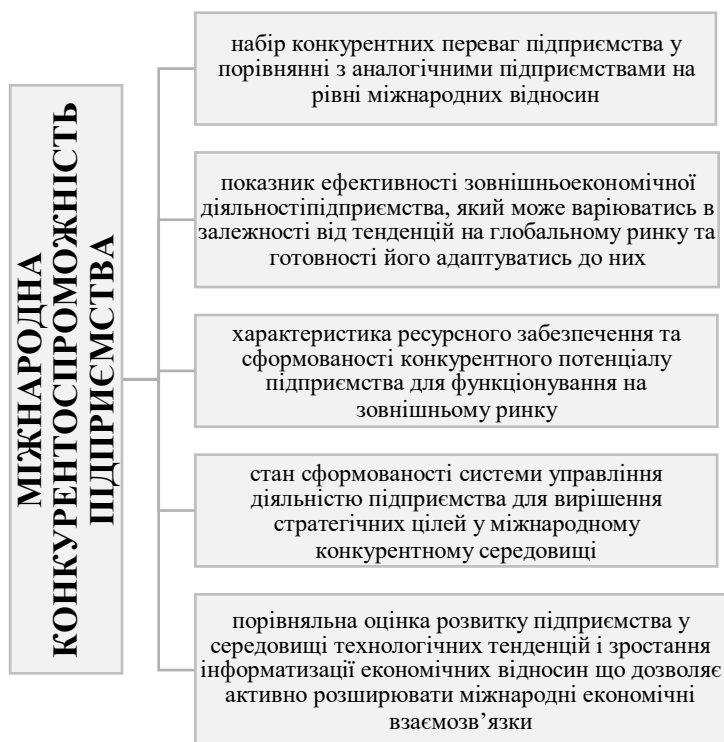 МІЖНАРОДНА
КОНКУРЕНТОСПРОМОЖНІСТЬ
ПІДПРИЄМСТВА
набір конкурентних переваг підприємства у
порівнянні з аналогічними підприємствами на
рівні міжнародних відносин
показник ефективності зовнішньоекономічної
діяльностіпідприємства, який може варіюватись в
залежності від тенденцій на глобальному ринку та
готовності його адаптуватись до них
характеристика ресурсного забезпечення та
сформованості конкурентного потенціалу
підприємства для функціонування на
зовнішньому ринку
стан сформованості системи управління
діяльністю підприємства для вирішення
стратегічних цілей у міжнародному
конкурентному середовищі
порівняльна оцінка розвитку підприємства у
середовищі технологічних тенденцій і зростання
інформатизації економічних відносин що дозволяє
активно розширювати міжнародні економічні
взаємозв’язки